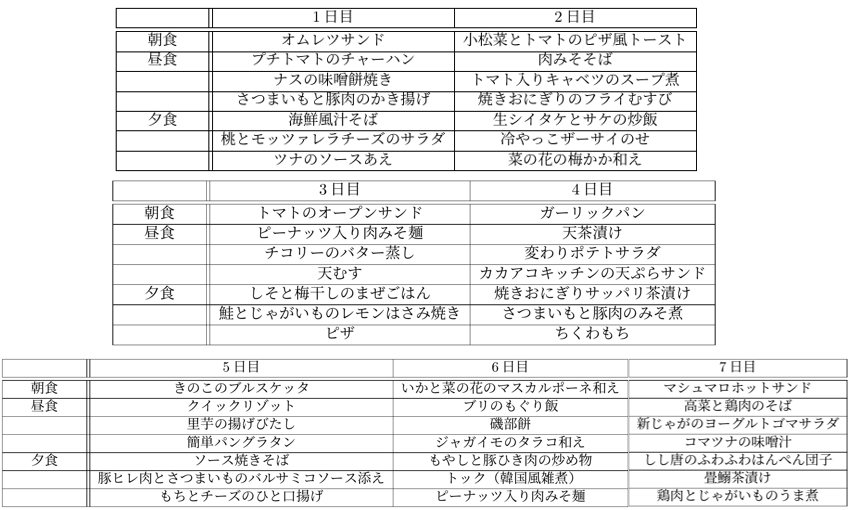 1日目 2日目
朝食 オムレツサンド 小松菜とトマトのピザ風トースト
昼食 プチトマトのチャーハン 肉みそそば
ナスの味噌餅焼き トマト入りキャベツのスープ煮
さつまいもと豚肉のかき揚げ 焼きおにぎりのフライむすび
夕食 海鮮風汁そば 生シイタケとサケの炒飯
桃とモッツァレラチーズのサラダ 冷やっこザーサイのせ
ツナのソースあえ 菜の花の梅かか和え
3日目 4日目
朝食 トマトのオープンサンド ガーリックパン
昼食 ピーナッツ入り肉みそ麺 天茶漬け
チコリーのバター蒸し 変わりポテトサラダ
天むす カカアコキッチンの天ぷらサンド
夕食 しそと梅干しのまぜごはん 焼きおにぎりサッパリ茶漬け
鮭とじゃがいものレモンはさみ焼き さつまいもと豚肉のみそ煮
ピザ ちくわもち
5日目 6日目 7日目
朝食 きのこのブルスケッタ いかと菜の花のマスカルポーネ和え マシュマロホットサンド
昼食 クイックリゾット ブリのもぐり飯 高菜と鶏肉のそば
里芋の揚げびたし 磯部餅 新じゃがのヨーグルトゴマサラダ
簡単パングラタン ジャガイモのタラコ和え コマツナの味噌汁
夕食 ソース焼きそば もやしと豚ひき肉の炒め物 しし唐のふわふわはんぺん団子
豚ヒレ肉とさつまいものバルサミコソース添え トック（韓国風雑煮） 畳鰯茶漬け
もちとチーズのひと口揚げ ピーナッツ入り肉みそ麺 鶏肉とじゃがいものうま煮